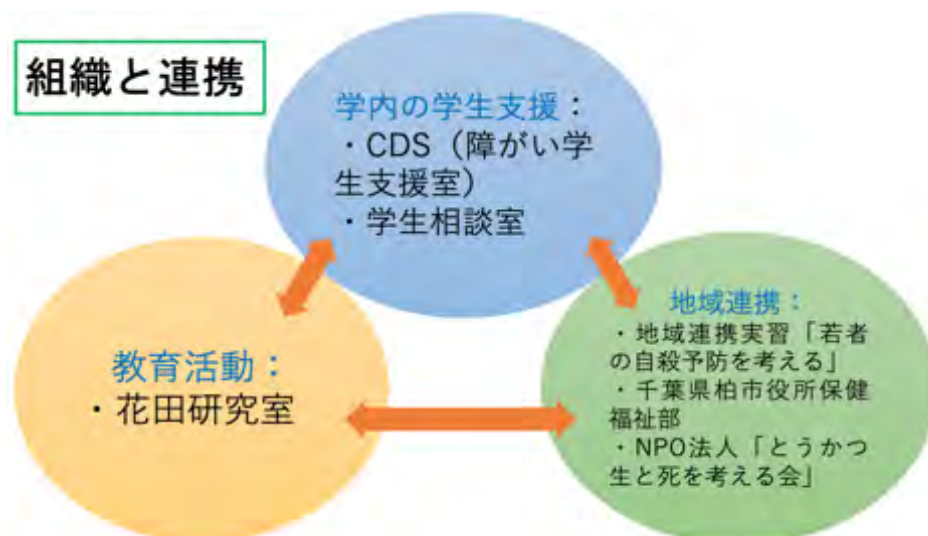 組織と連携
学内の学生支援：
・CDS（障がい学
生支援室）
・学生相談室
教育活動：
・花田研究室
地域連携：
・地域連携実習「若者
の自殺予防を考える」
・千葉県柏市役所保健
福祉部
・NPO法人「とうかつ
生と死を考える会」